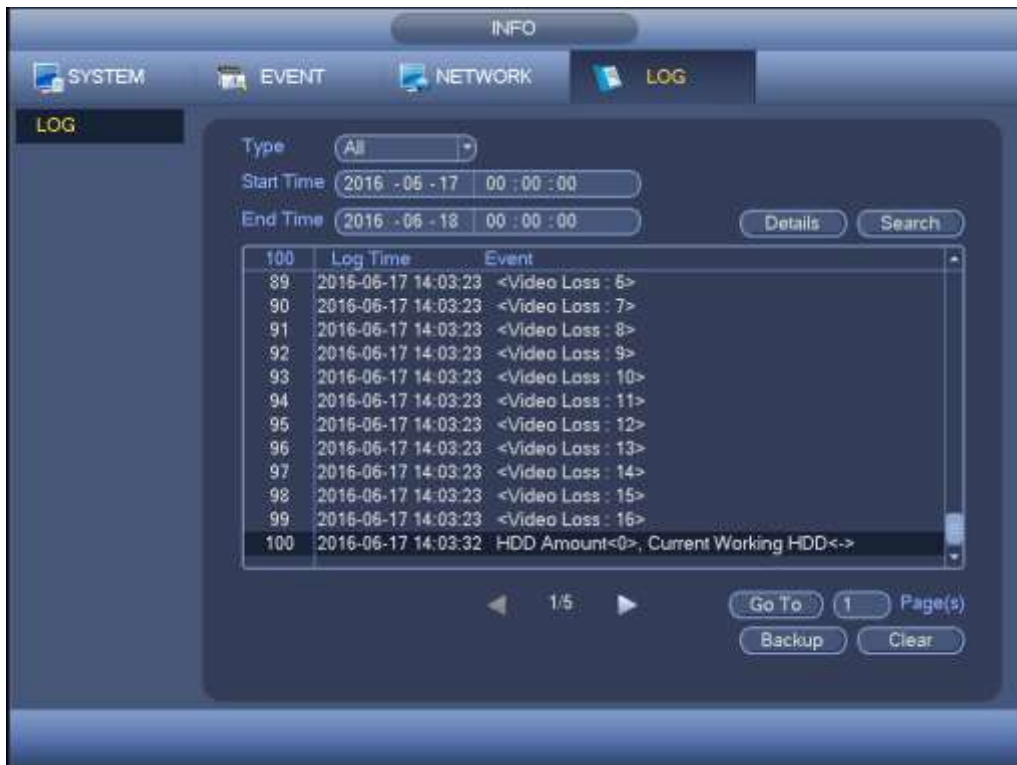 INFO
SYSTEM EVENT NETWORK LOG
LOG
Type All
Start Time 2016 - 06 - 17 00 : 00 : 00
End Time 2016 - 06 - 18 00 : 00 : 00
Details Search
100 Log Time Event
89 2016-06-17 14:03:23 <Video Loss : 6>
90 2016-06-17 14:03:23 <Video Loss : 7>
91 2016-06-17 14:03:23 <Video Loss : 8>
92 2016-06-17 14:03:23 <Video Loss : 9>
93 2016-06-17 14:03:23 <Video Loss : 10>
94 2016-06-17 14:03:23 <Video Loss : 11>
95 2016-06-17 14:03:23 <Video Loss : 12>
96 2016-06-17 14:03:23 <Video Loss : 13>
97 2016-06-17 14:03:23 <Video Loss : 14>
98 2016-06-17 14:03:23 <Video Loss : 15>
99 2016-06-17 14:03:23 <Video Loss : 16>
100 2016-06-17 14:03:32 HDD Amount<0>, Current Working HDD<->
1/5 Go To 1 Page(s)
Backup Clear